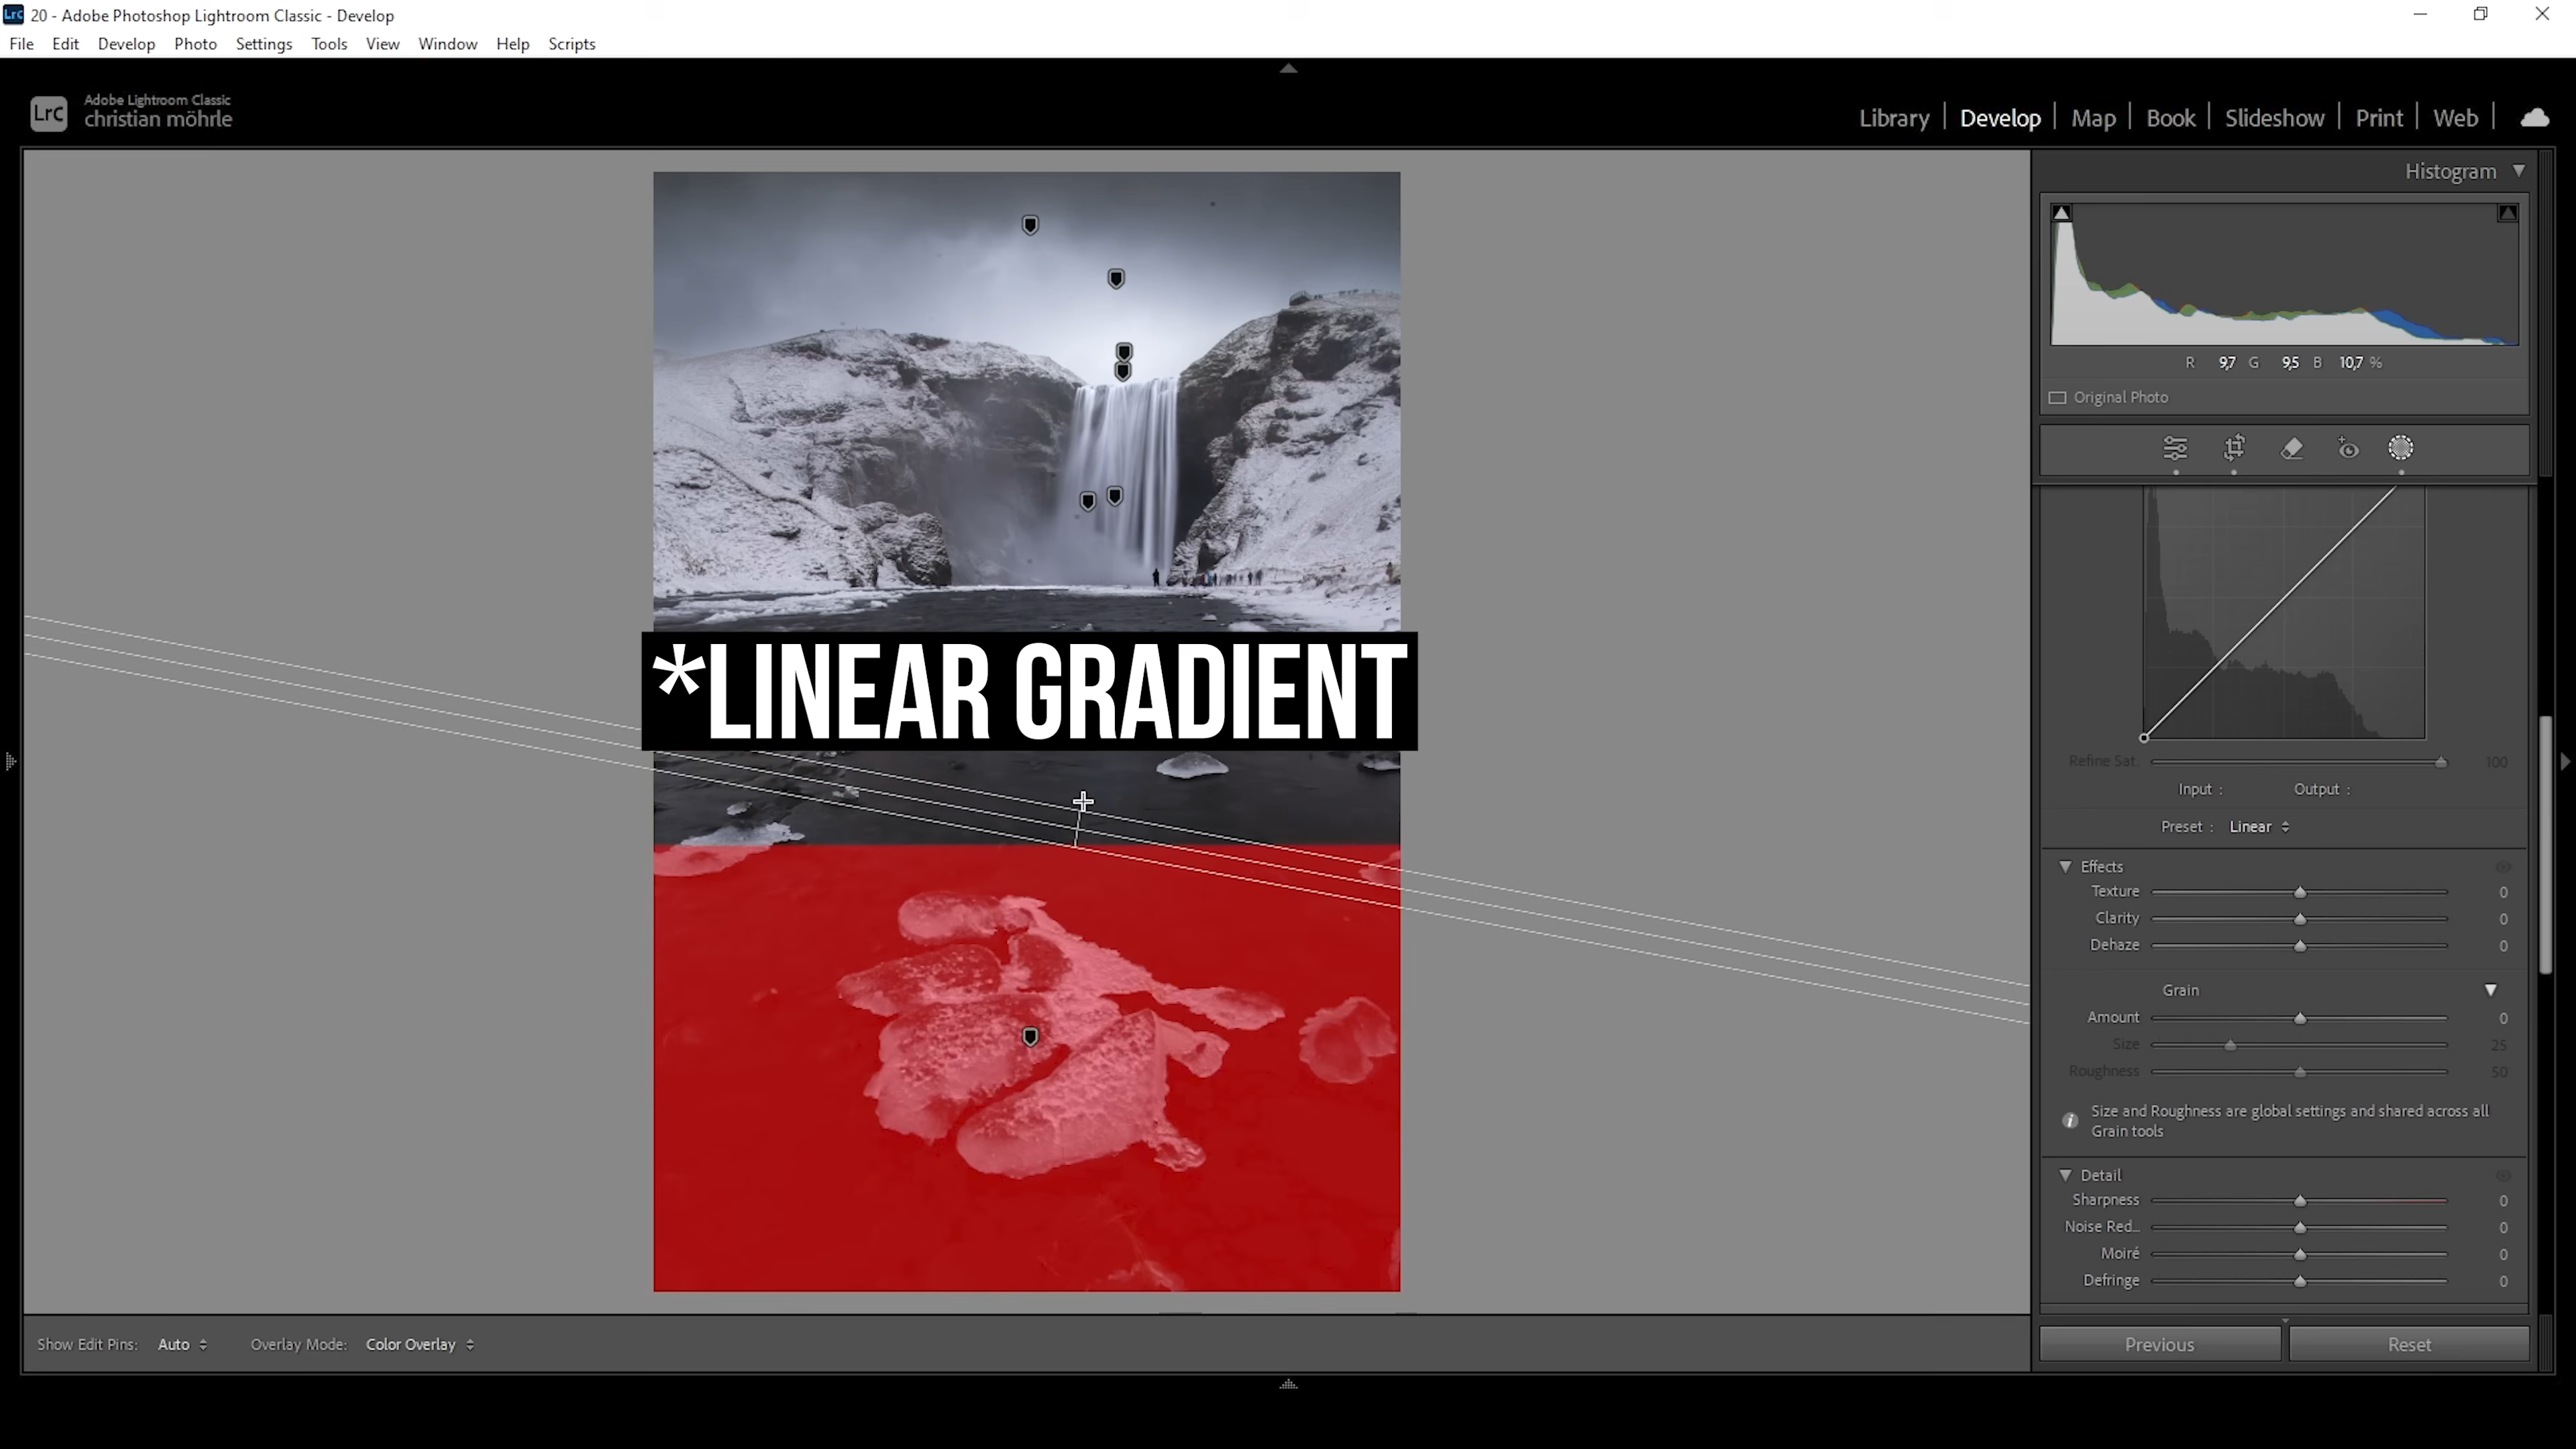 Lrc 20 - Adobe Photoshop Lightroom Classic - Develop
File Edit Develop Photo Settings Tools View Window Help Scripts
Lrc Adobe Lightroom Classic
christian möhrle
Library | Develop | Map | Book | Slideshow | Print | Web |
Histogram
R 9,7 G 9,5 B 10,7 %
Original Photo
*LINEAR GRADIENT
Refine Sat. 100
Input : Output :
Preset : Linear
Effects
Texture 0
Clarity 0
Dehaze 0
Grain
Amount 0
Size 25
Roughness 50
Size and Roughness are global settings and shared across all
Grain tools
Detail
Sharpness 0
Noise Red... 0
Moiré 0
Defringe 0
Show Edit Pins: Auto Overlay Mode: Color Overlay
Previous Reset